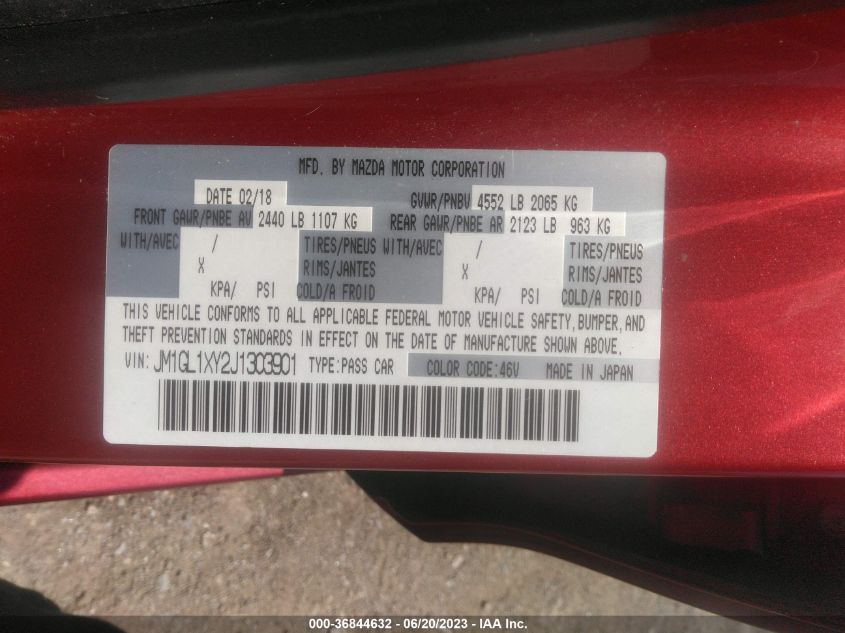 MFD. BY MAZDA MOTOR CORPORATION
DATE 02/18 GVWR/PNBV 4552 LB 2065 KG
FRONT GAWR/PNBE AV 2440 LB 1107 KG REAR GAWR/PNBE AR 2123 LB 963 KG
WITH/AVEC / TIRES/PNEUS WITH/AVEC / TIRES/PNEUS
X RIMS/JANTES X RIMS/JANTES
KPA/ PSI COLD/A FROID KPA/ PSI COLD/A FROID
THIS VEHICLE CONFORMS TO ALL APPLICABLE FEDERAL MOTOR VEHICLE SAFETY, BUMPER, AND
THEFT PREVENTION STANDARDS IN EFFECT ON THE DATE OF MANUFACTURE SHOWN ABOVE.
VIN: JM1GL1XY2J1303901 TYPE:PASS CAR COLOR CODE:46V MADE IN JAPAN
000-36844632 - 06/20/2023 - IAA Inc.